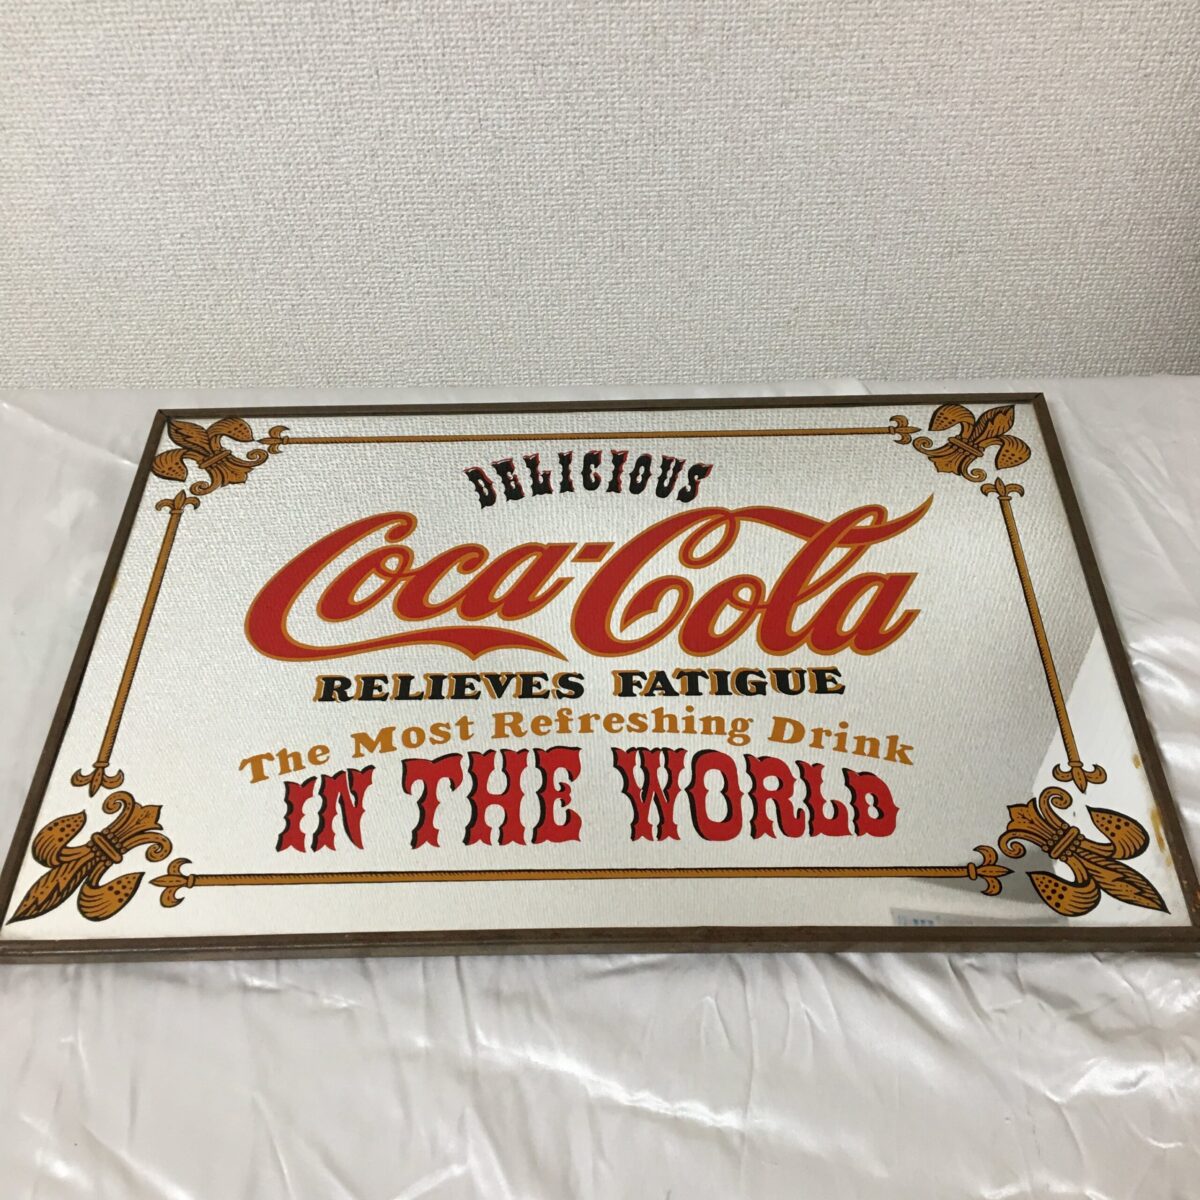 DELICIOUS
Coca-Cola
RELIEVES FATIGUE
The Most Refreshing Drink
IN THE WORLD